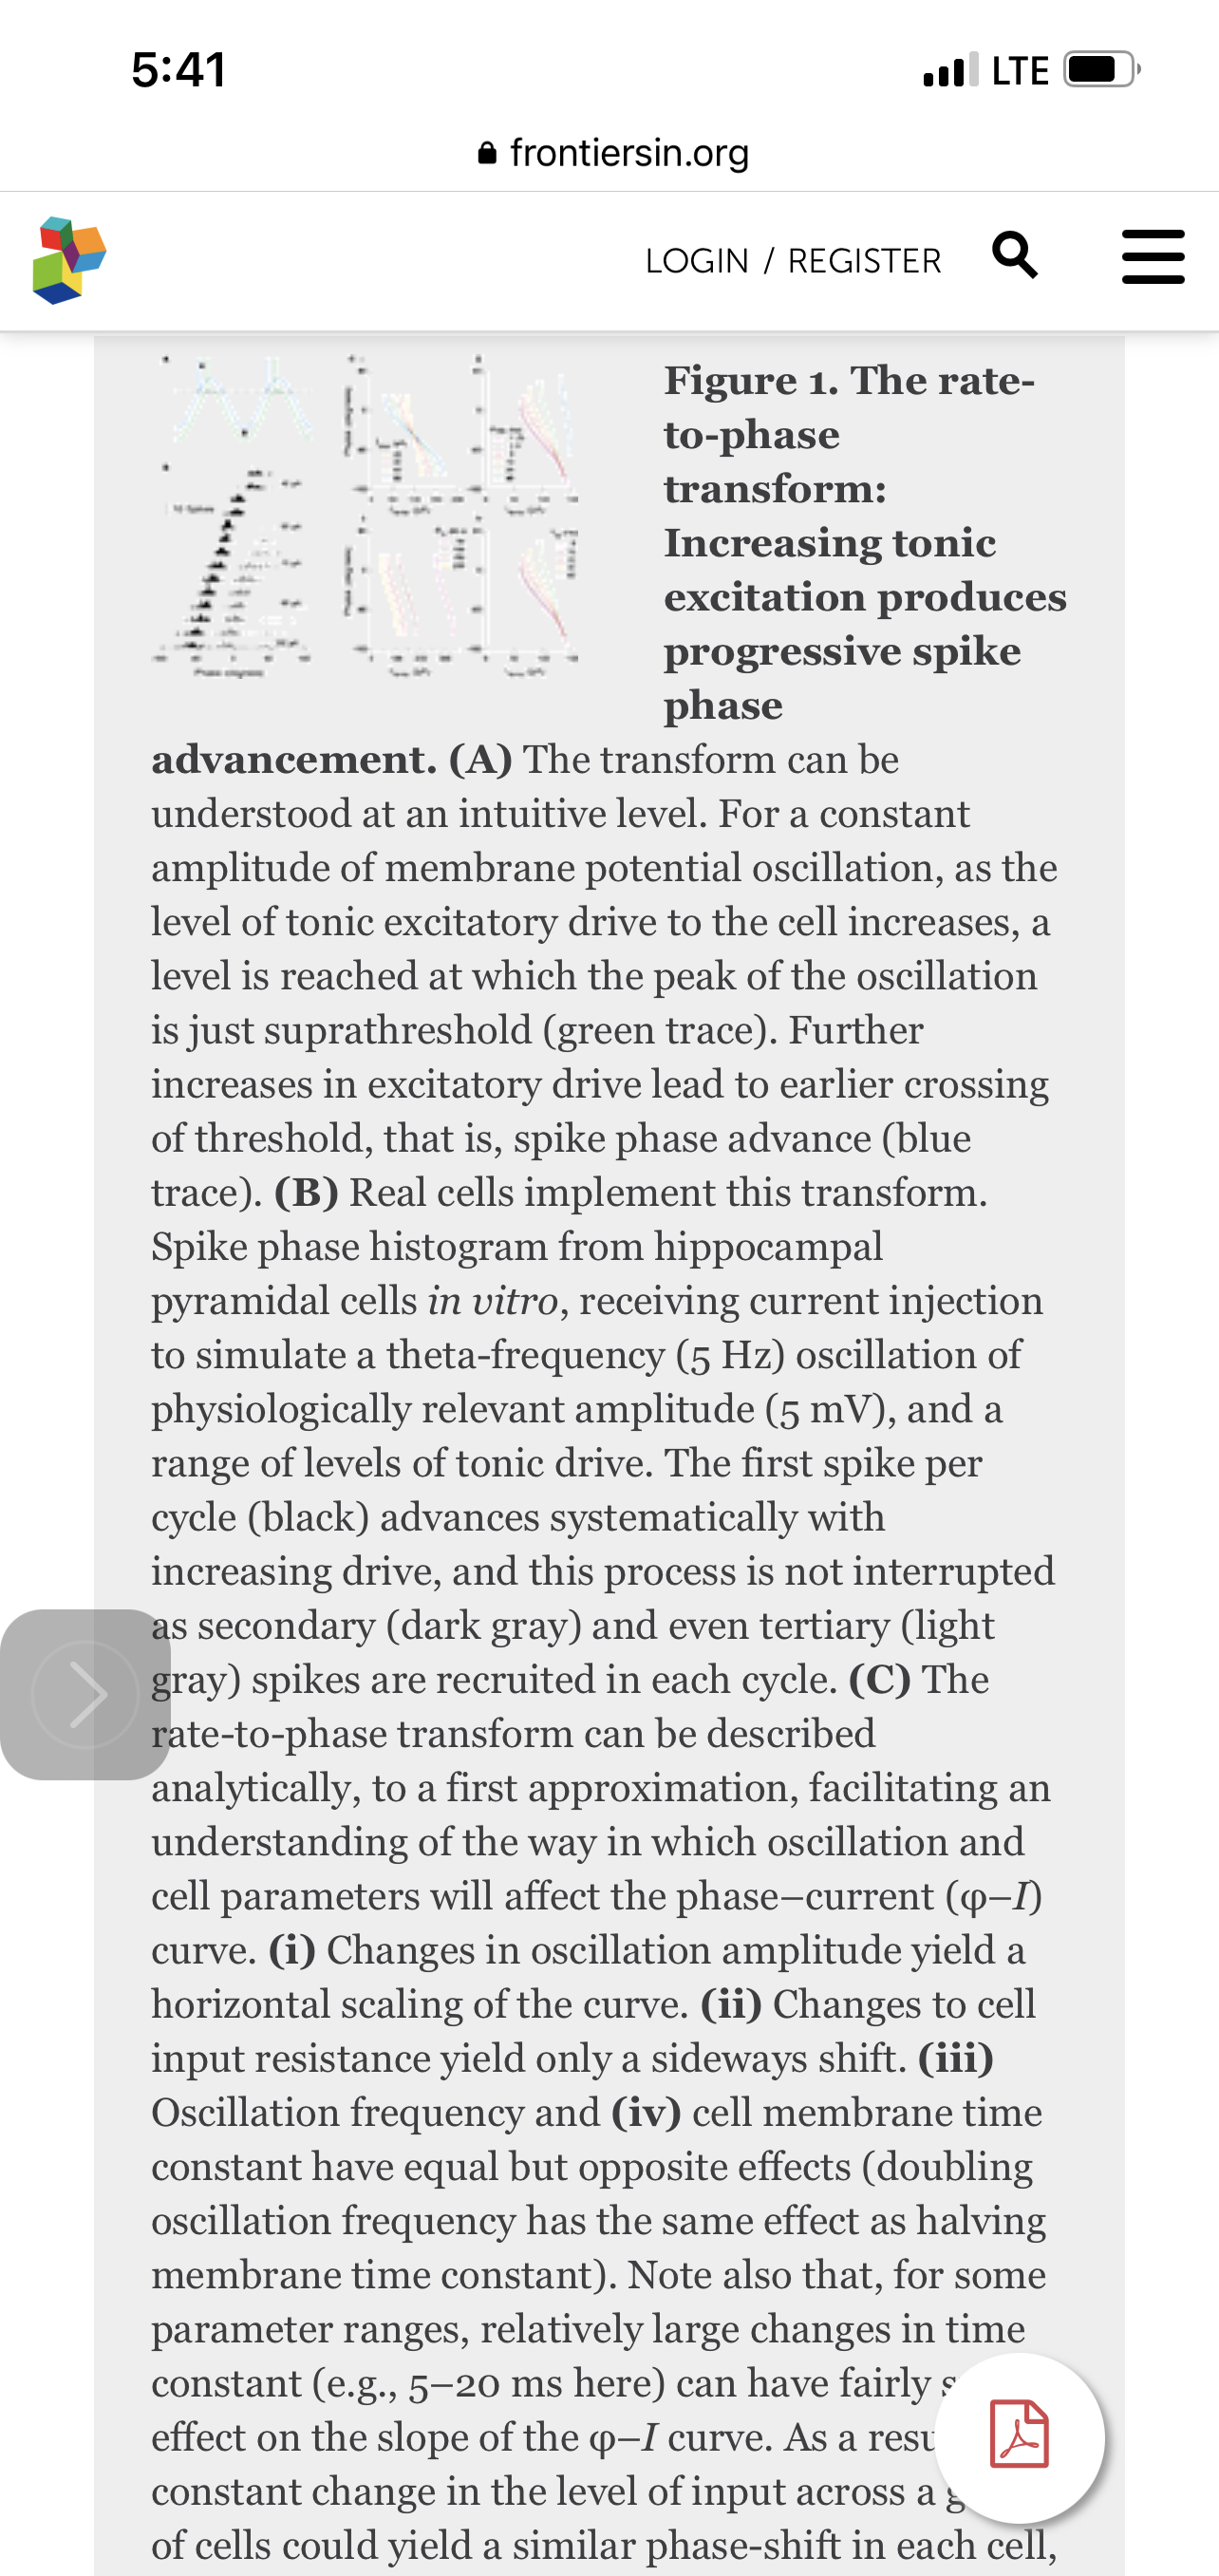 5:41
LTE
frontiersin.org
LOGIN / REGISTER
Figure 1. The rate-
to-phase
transform:
Increasing tonic
excitation produces
progressive spike
phase
advancement. (A) The transform can be
understood at an intuitive level. For a constant
amplitude of membrane potential oscillation, as the
level of tonic excitatory drive to the cell increases, a
level is reached at which the peak of the oscillation
is just suprathreshold (green trace). Further
increases in excitatory drive lead to earlier crossing
of threshold, that is, spike phase advance (blue
trace). (B) Real cells implement this transform.
Spike phase histogram from hippocampal
pyramidal cells in vitro, receiving current injection
to simulate a theta-frequency (5 Hz) oscillation of
physiologically relevant amplitude (5 mV), and a
range of levels of tonic drive. The first spike per
cycle (black) advances systematically with
increasing drive, and this process is not interrupted
as secondary (dark gray) and even tertiary (light
gray) spikes are recruited in each cycle. (C) The
rate-to-phase transform can be described
analytically, to a first approximation, facilitating an
understanding of the way in which oscillation and
cell parameters will affect the phase–current (φ–I)
curve. (i) Changes in oscillation amplitude yield a
horizontal scaling of the curve. (ii) Changes to cell
input resistance yield only a sideways shift. (iii)
Oscillation frequency and (iv) cell membrane time
constant have equal but opposite effects (doubling
oscillation frequency has the same effect as halving
membrane time constant). Note also that, for some
parameter ranges, relatively large changes in time
constant (e.g., 5–20 ms here) can have fairly
effect on the slope of the φ–I curve. As a
constant change in the level of input across a
of cells could yield a similar phase-shift in each cell,